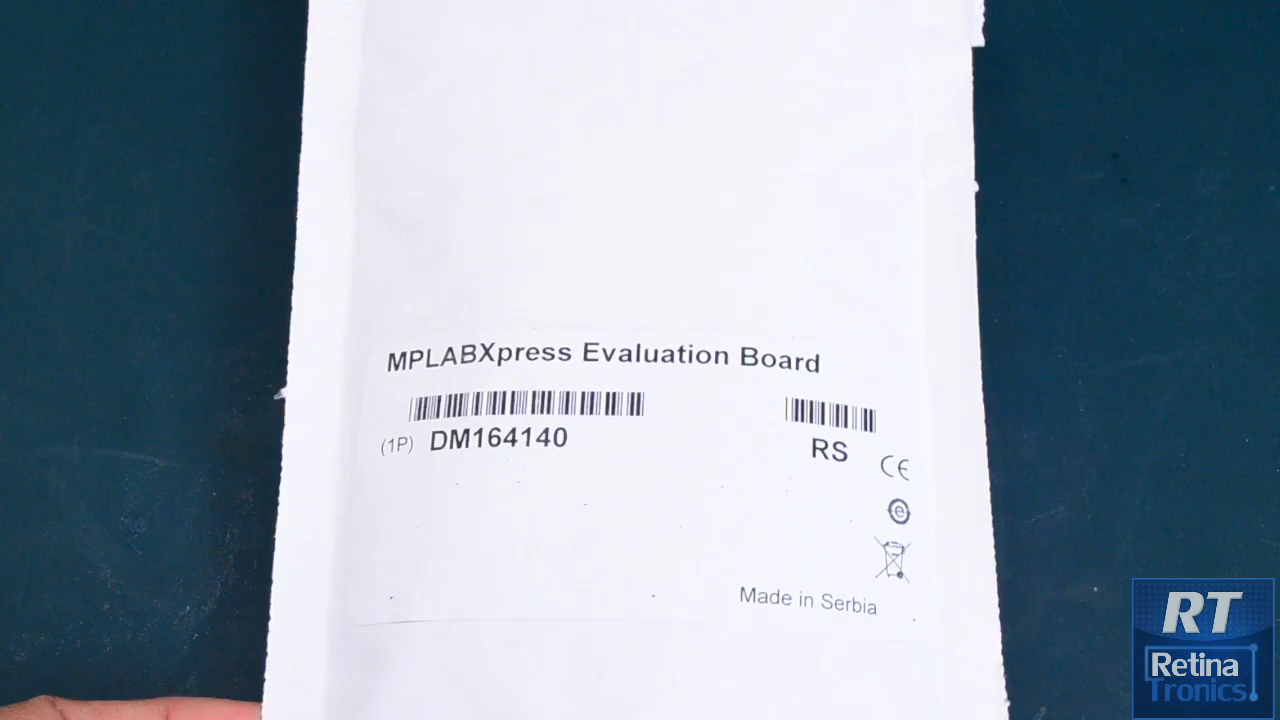 MPLABXpress Evaluation Board
(1P) DM164140
RS
CE
e
Made in Serbia
RT
Retina
Tronics